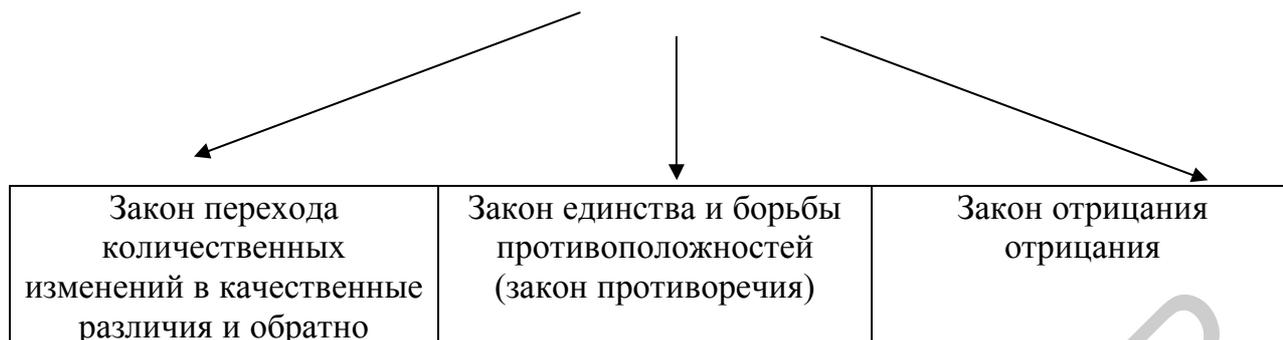 Закон перехода
количественных
изменений в качественные
различия и обратно
Закон единства и борьбы
противоположностей
(закон противоречия)
Закон отрицания
отрицания